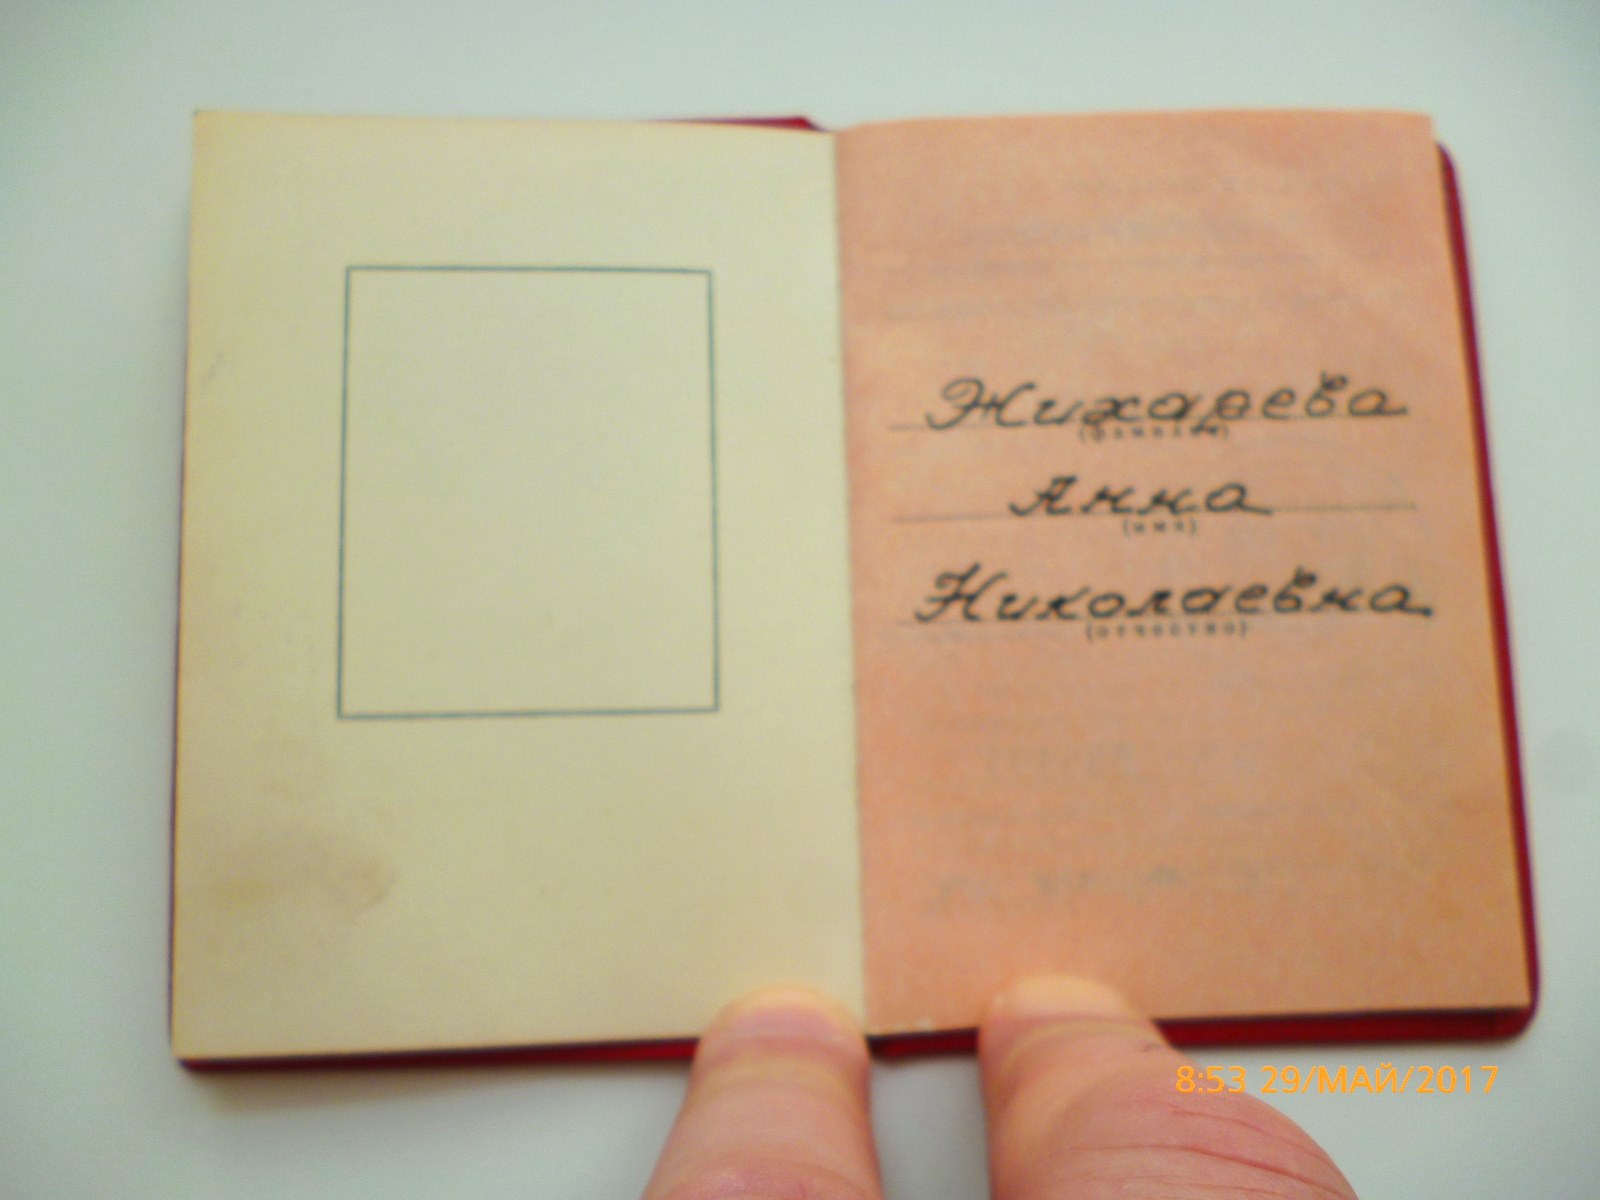 Жихарева
(фамилия)
Анна
(имя)
Николаевна
(отчество)
8:53 29/МАЙ/2017